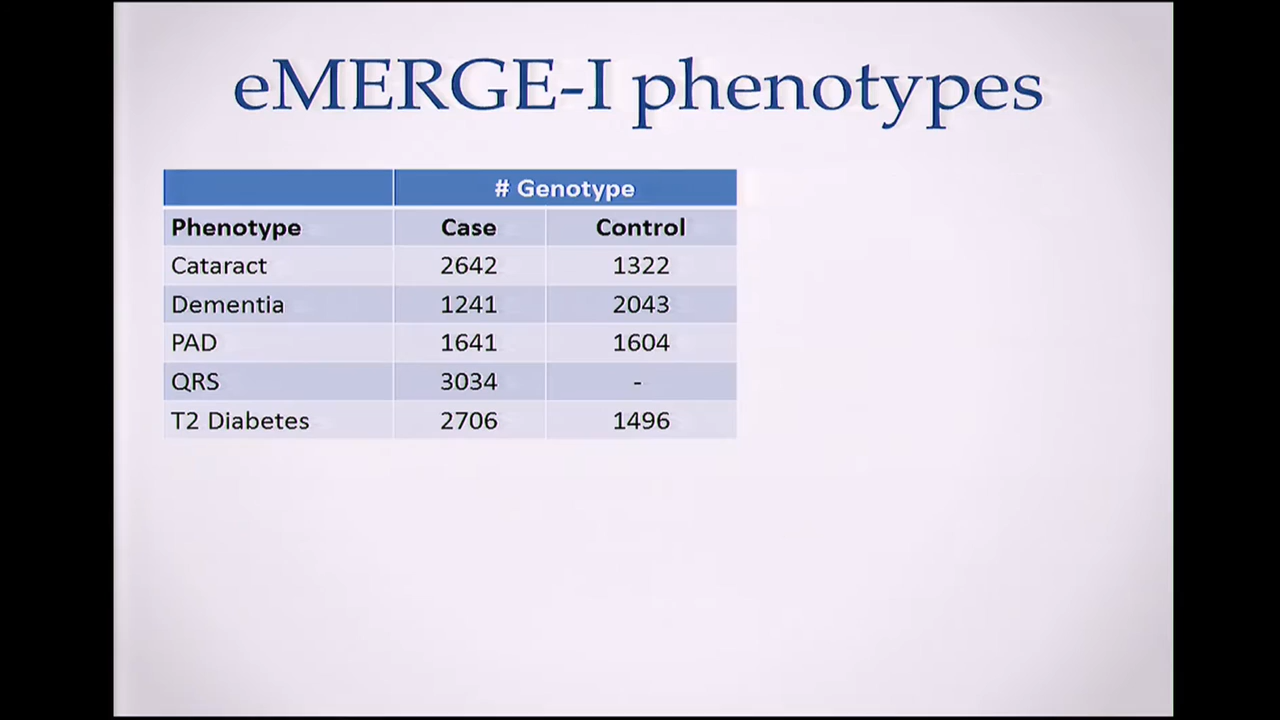 eMERGE-I phenotypes
# Genotype
Phenotype Case Control
Cataract 2642 1322
Dementia 1241 2043
PAD 1641 1604
QRS 3034 -
T2 Diabetes 2706 1496